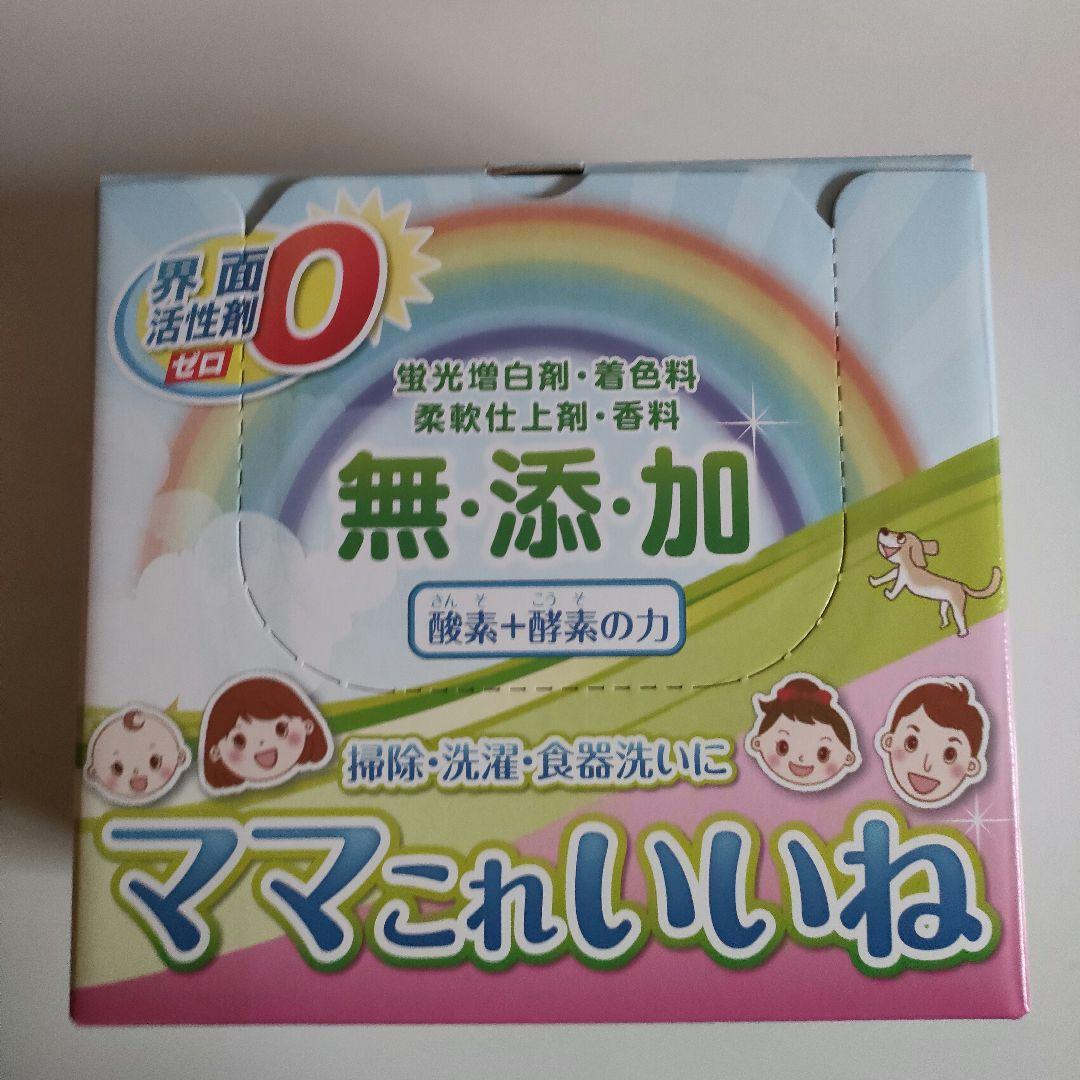 界面
活性剤
ゼロ
0
蛍光増白剤・着色料
柔軟仕上剤・香料
無・添・加
さんそ こうそ
酸素+酵素の力
掃除・洗濯・食器洗いに
ママこれいいね